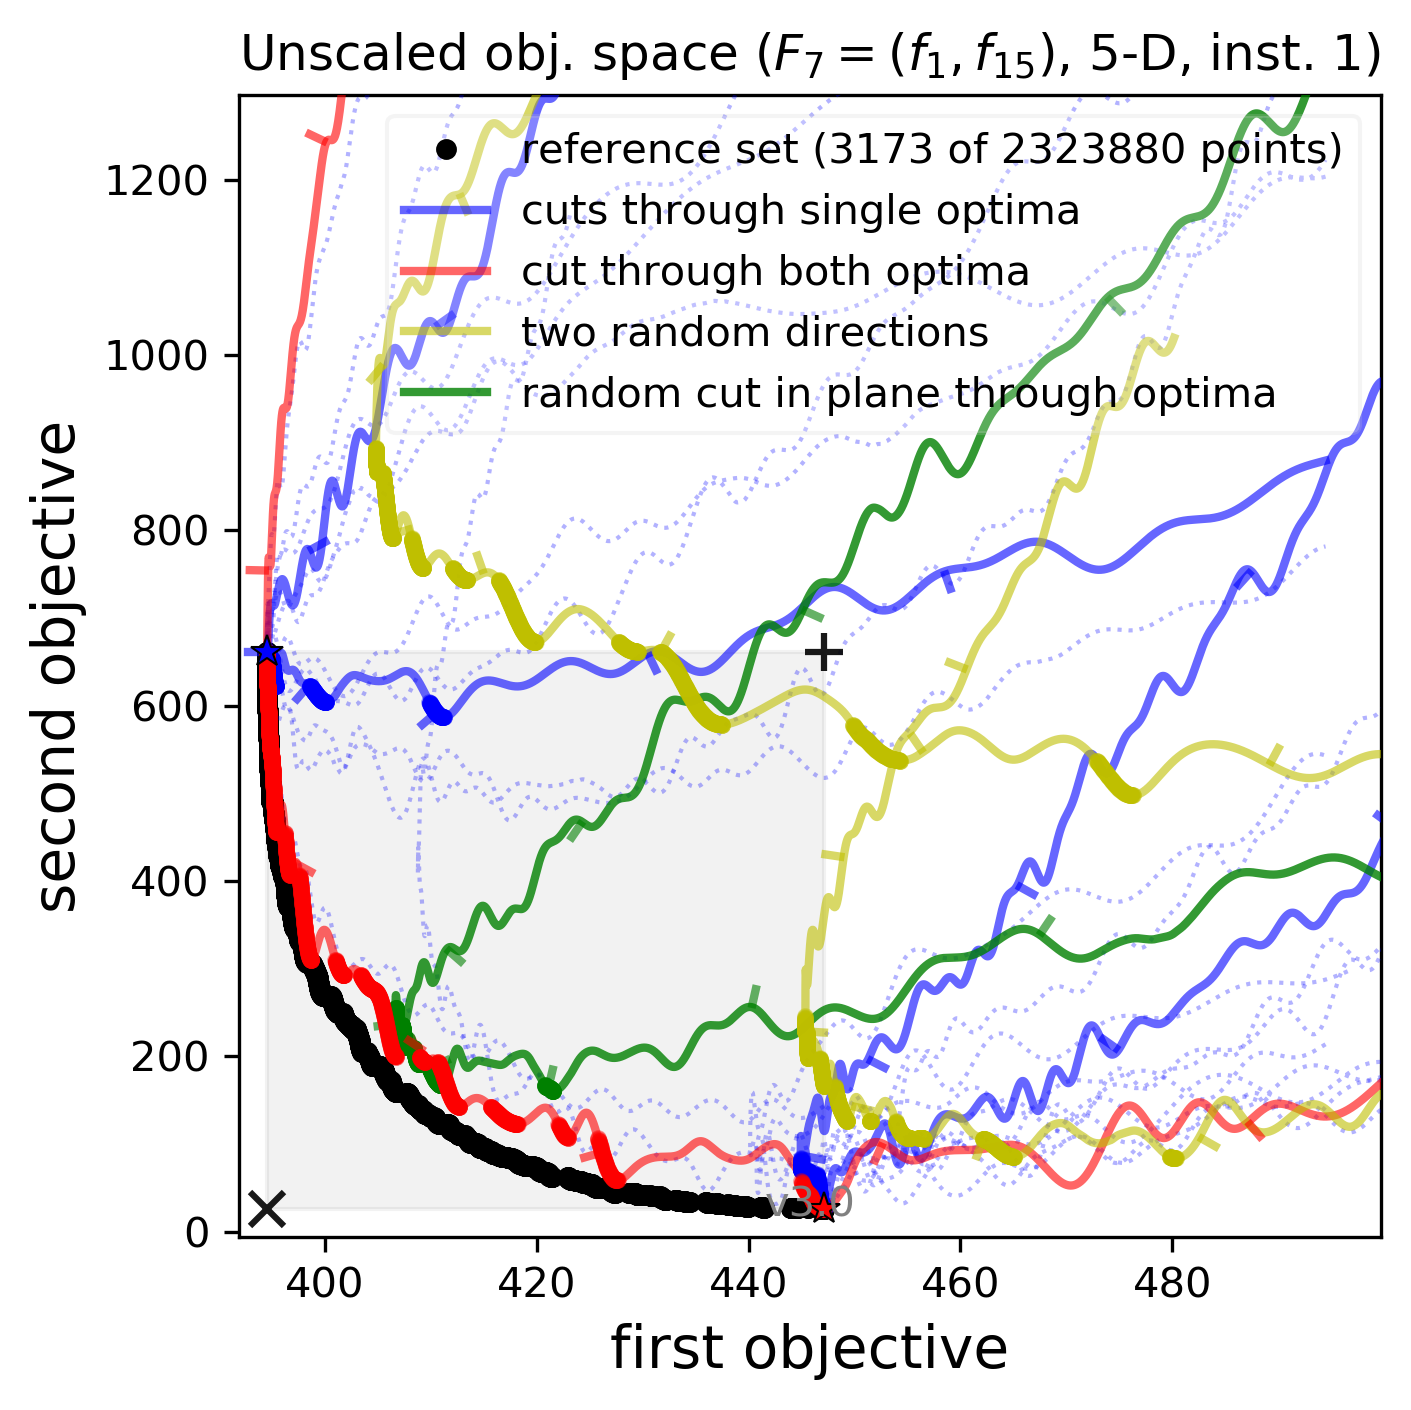 Unscaled obj. space (F₇ = (f₁, f₁₅), 5-D, inst. 1)
reference set (3173 of 2323880 points)
cuts through single optima
cut through both optima
two random directions
random cut in plane through optima
1200
1000
800
600
400
200
0
second objective
v3.0
400 420 440 460 480
first objective